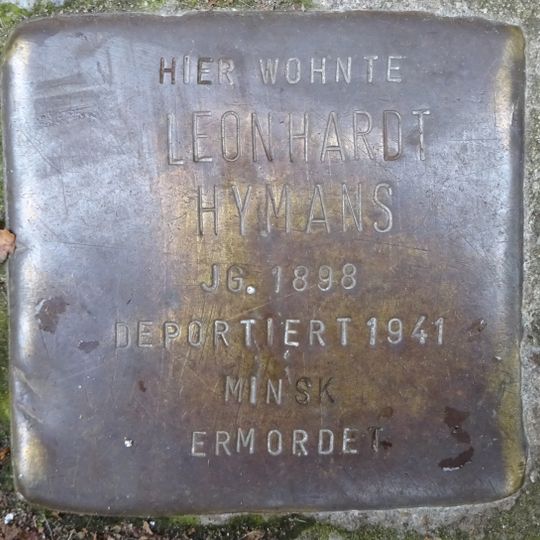 HIER WOHNTE
LEONHARDT
HYMANS
JG. 1898
DEPORTIERT 1941
MINSK
ERMORDET